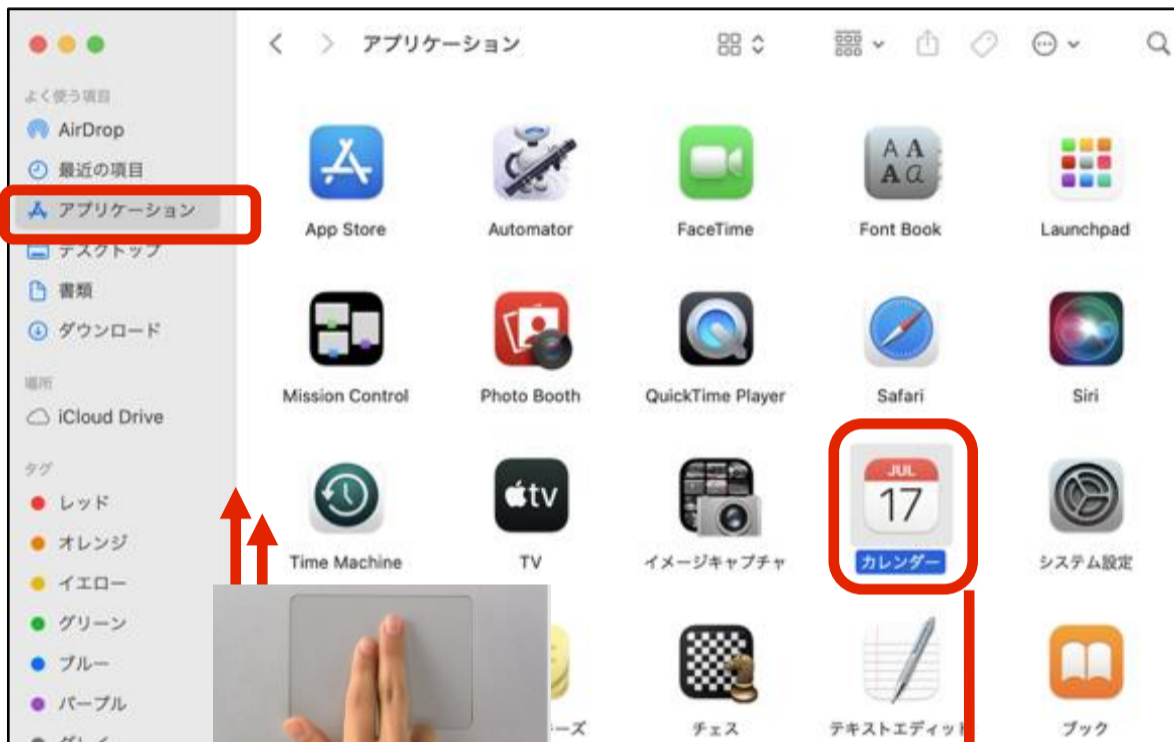 アプリケーション
よく使う項目
AirDrop
最近の項目
アプリケーション
デスクトップ
書類
ダウンロード
場所
iCloud Drive
タグ
レッド
オレンジ
イエロー
グリーン
ブルー
パープル
グレイ
App Store
Automator
FaceTime
Font Book
Launchpad
Mission Control
Photo Booth
QuickTime Player
Safari
Siri
tv
JUL
17
Time Machine
TV
イメージキャプチャ
カレンダー
システム設定
ーズ
チェス
テキストエディット
ブック